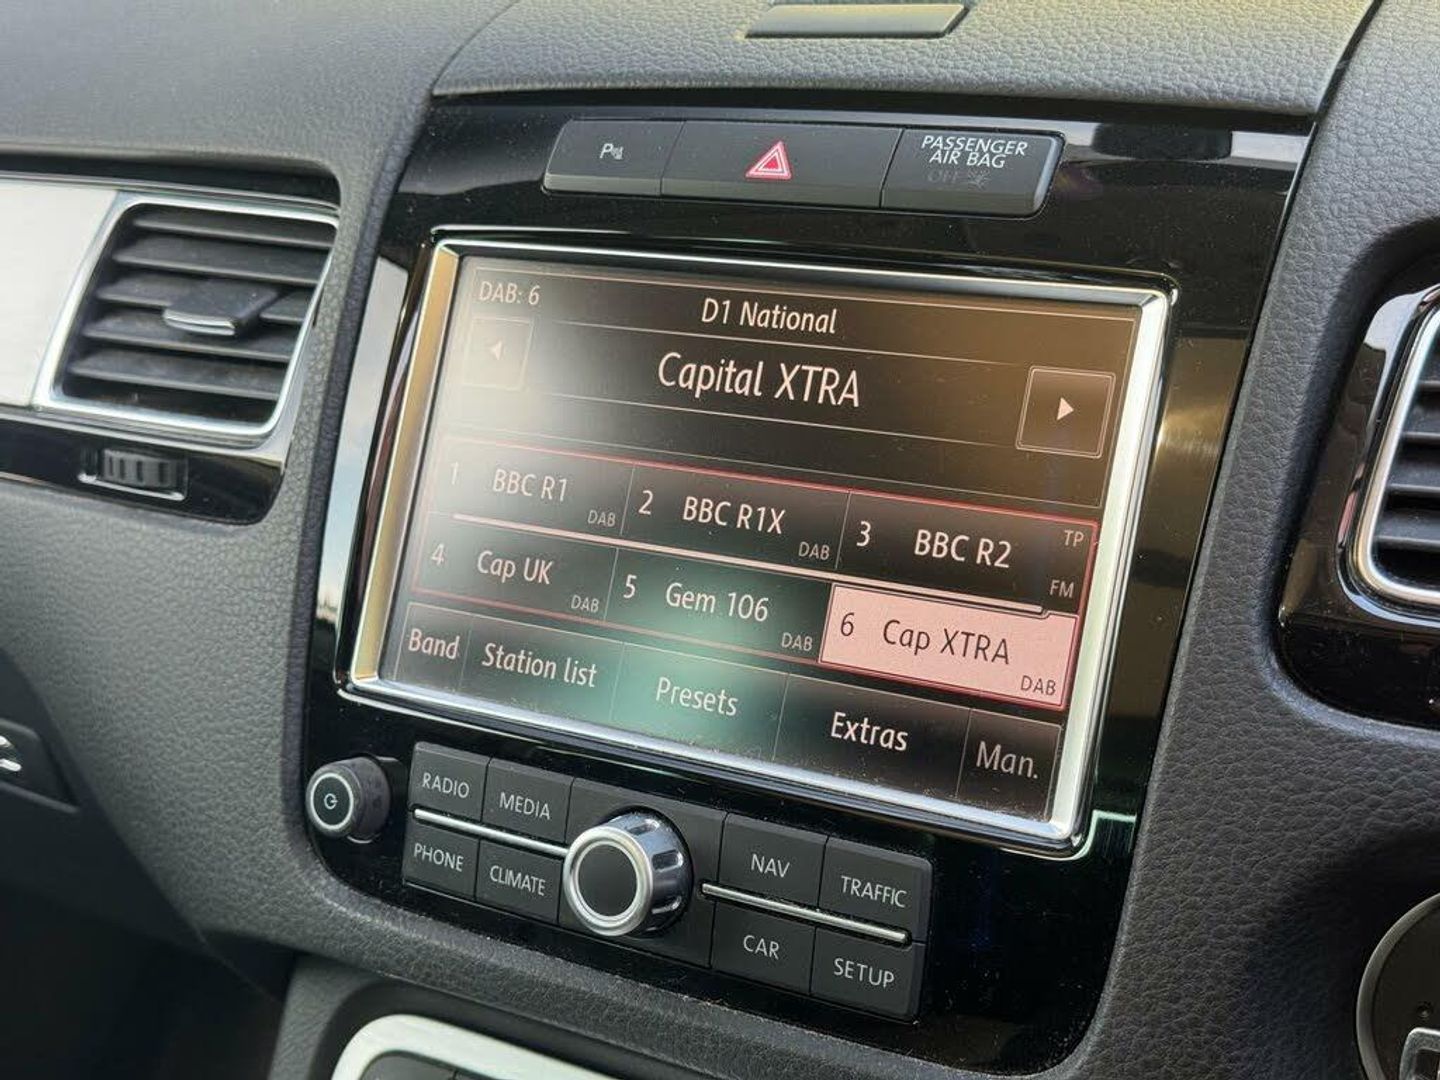 P
PASSENGER
AIR BAG
OFF
DAB: 6
D1 National
Capital XTRA
1 BBC R1 DAB
2 BBC R1X DAB
3 BBC R2 TP FM
4 Cap UK DAB
5 Gem 106 DAB
6 Cap XTRA DAB
Band Station list Presets Extras Man.
RADIO MEDIA NAV TRAFFIC
PHONE CLIMATE CAR SETUP